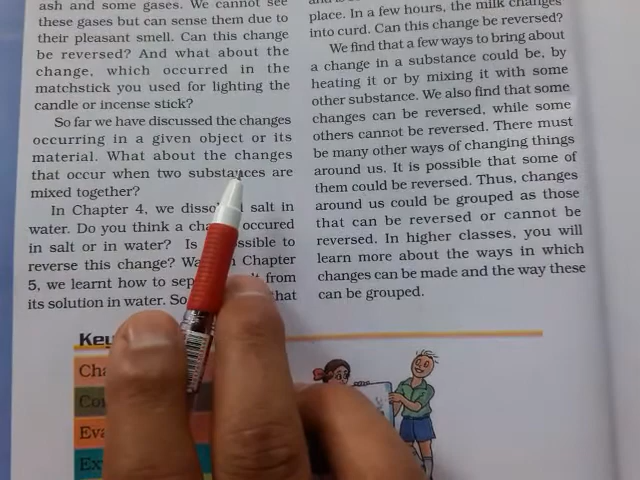 ash and some gases. We cannot see
these gases but can sense them due to
their pleasant smell. Can this change
be reversed? And what about the
change, which occurred in the
matchstick you used for lighting the
candle or incense stick?
So far we have discussed the changes
occurring in a given object or its
material. What about the changes
that occur when two substances are
mixed together?
In Chapter 4, we salt in
water. Do you think a occured
in salt or in water? Is to
reverse this change? Chapter
5, we learnt how to from
its solution in water. So that
place. In a few hours, the milk changes
into curd. Can this change be reversed?
We find that a few ways to bring about
a change in a substance could be, by
heating it or by mixing it with some
other substance. We also find that some
changes can be reversed, while some
others cannot be reversed. There must
be many other ways of changing things
around us. It is possible that some of
them could be reversed. Thus, changes
around us could be grouped as those
that can be reversed or cannot be
reversed. In higher classes, you will
learn more about the ways in which
changes can be made and the way these
can be grouped.
Key